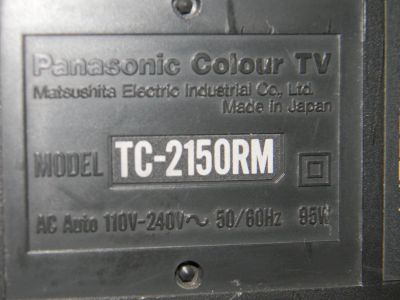 Panasonic Colour TV
Matsushita Electric Industrial Co., Ltd.
Made in Japan
MODEL TC-2150RM
AC Auto 110V-240V~ 50/60Hz 95W